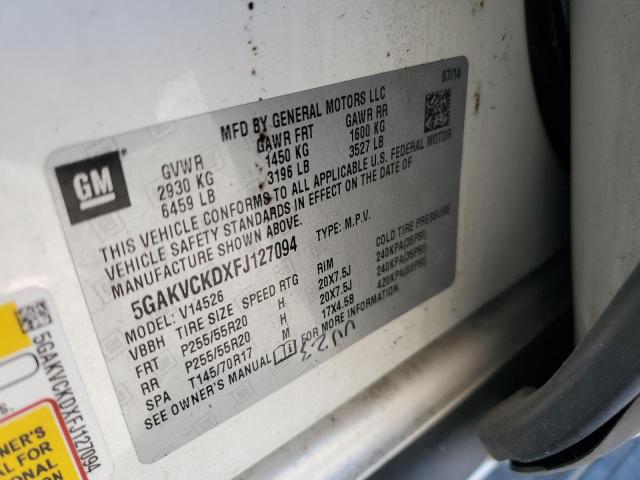 07/14
MFD BY GENERAL MOTORS LLC
GM
GVWR GAWR FRT GAWR RR
2930 KG 1450 KG 1600 KG
6459 LB 3196 LB 3527 LB
THIS VEHICLE CONFORMS TO ALL APPLICABLE U.S. FEDERAL MOTOR
VEHICLE SAFETY STANDARDS IN EFFECT ON THE DATE OF
MANUFACTURE SHOWN ABOVE.
5GAKVCKDXFJ127094 TYPE: M.P.V.
MODEL: V14526
VBBH TIRE SIZE SPEED RTG RIM COLD TIRE PRESSURE
FRT P255/55R20 H 20X7.5J 240KPA(35PSI)
RR P255/55R20 H 20X7.5J 240KPA(35PSI)
SPA T145/70R17 M 17X4.5B 420KPA(60PSI)
SEE OWNER'S MANUAL FOR MORE INFORMATION.
5GAKVCKDXFJ127094
NER'S
AL FOR
IONAL